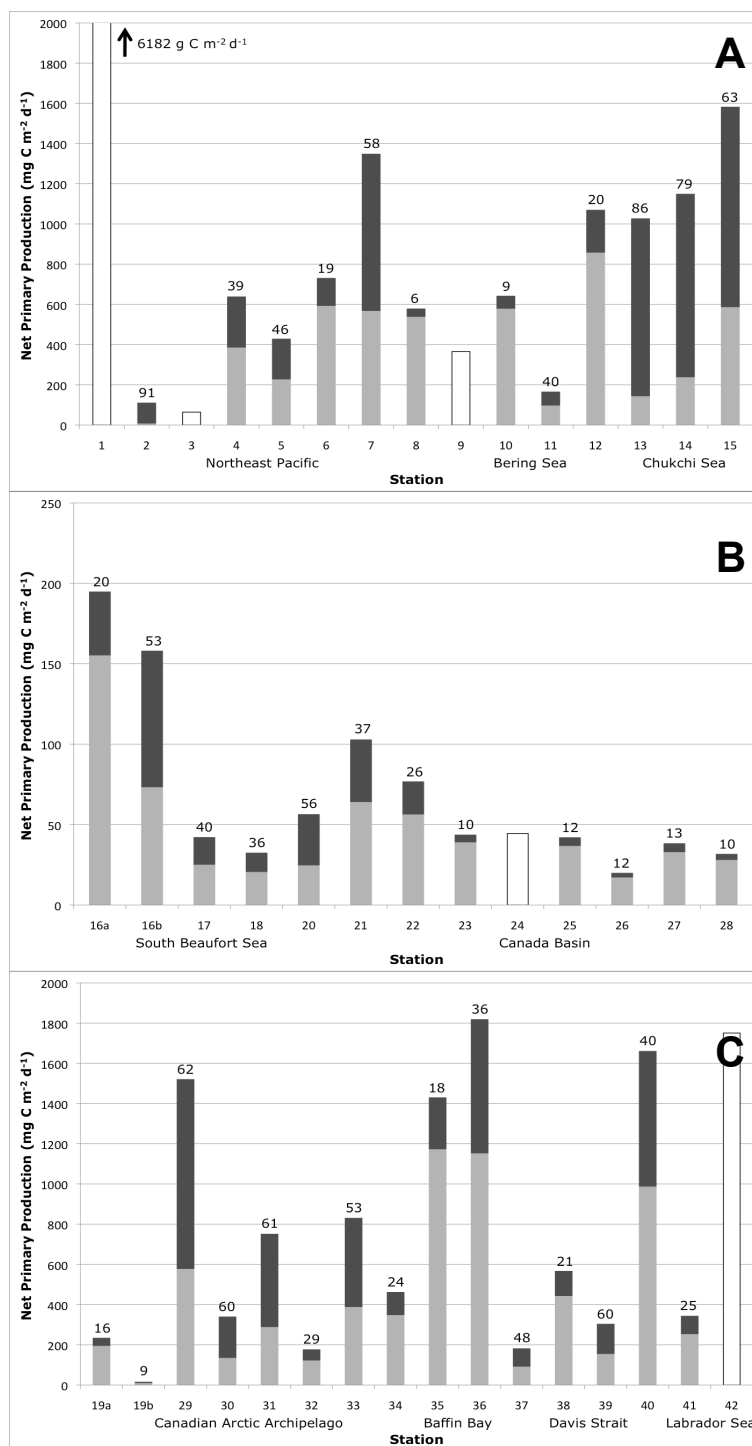 A
↑ 6182 g C m⁻² d⁻¹
Net Primary Production (mg C m⁻² d⁻¹)
2000
1800
1600
1400
1200
1000
800
600
400
200
0
91 39 46 19 58 6 9 40 20 86 79 63
1 2 3 4 5 6 7 8 9 10 11 12 13 14 15
Northeast Pacific Bering Sea Chukchi Sea
Station
B
Net Primary Production (mg C m⁻² d⁻¹)
250
200
150
100
50
0
20 53 40 36 56 37 26 10 12 12 13 10
16a 16b 17 18 20 21 22 23 24 25 26 27 28
South Beaufort Sea Canada Basin
Station
C
Net Primary Production (mg C m⁻² d⁻¹)
2000
1800
1600
1400
1200
1000
800
600
400
200
0
16 9 62 60 61 29 53 24 18 36 48 21 60 40 25
19a 19b 29 30 31 32 33 34 35 36 37 38 39 40 41 42
Canadian Arctic Archipelago Baffin Bay Davis Strait Labrador Sea
Station